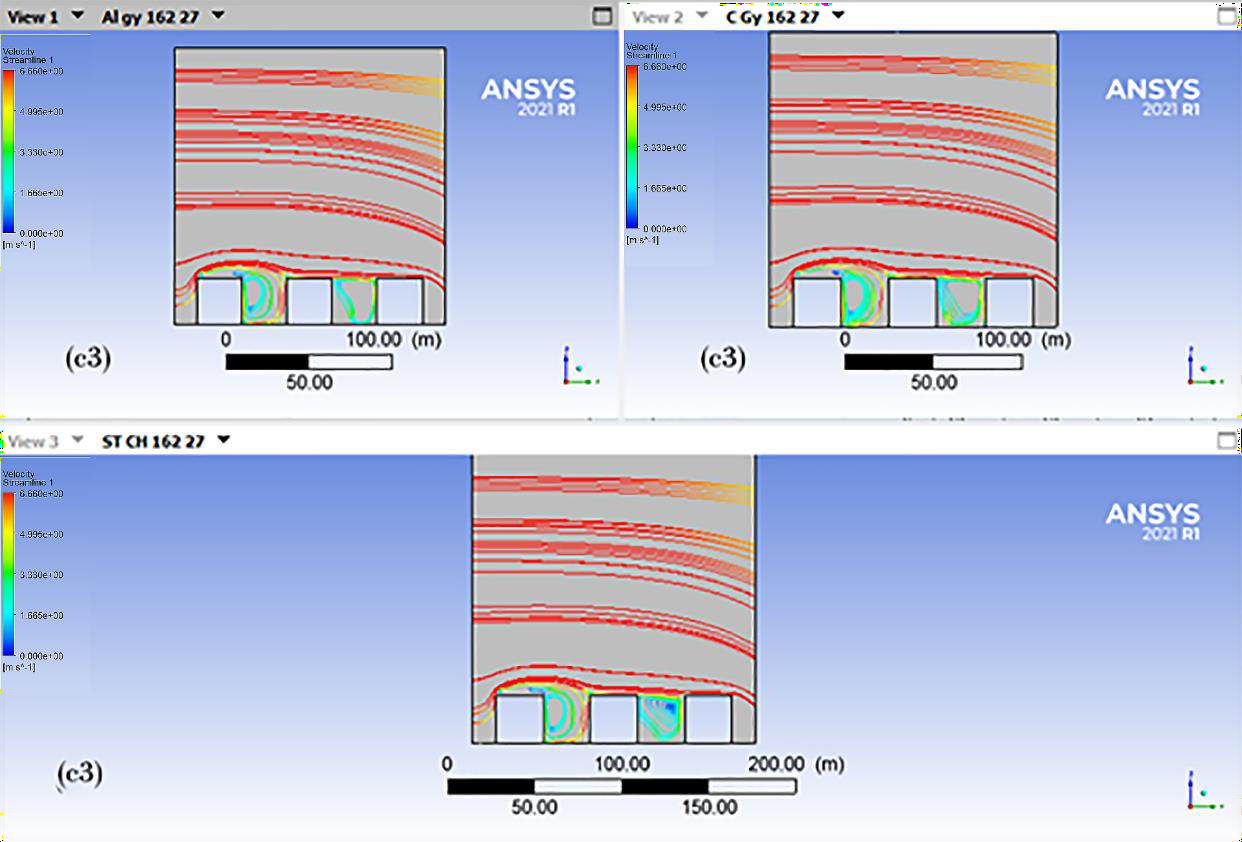 View 1 Al gy 162 27
Velocity
Streamline 1
6.660e+00
4.995e+00
3.330e+00
1.665e+00
0.000e+00
[m s^-1]
ANSYS
2021 R1
0 100.00 (m)
50.00
(c3)
View 2 C Gy 162 27
Velocity
Streamline 1
6.660e+00
4.995e+00
3.330e+00
1.665e+00
0.000e+00
[m s^-1]
ANSYS
2021 R1
0 100.00 (m)
50.00
(c3)
View 3 ST CH 162 27
Velocity
Streamline 1
6.660e+00
4.995e+00
3.330e+00
1.665e+00
0.000e+00
[m s^-1]
ANSYS
2021 R1
0 100.00 200.00 (m)
50.00 150.00
(c3)